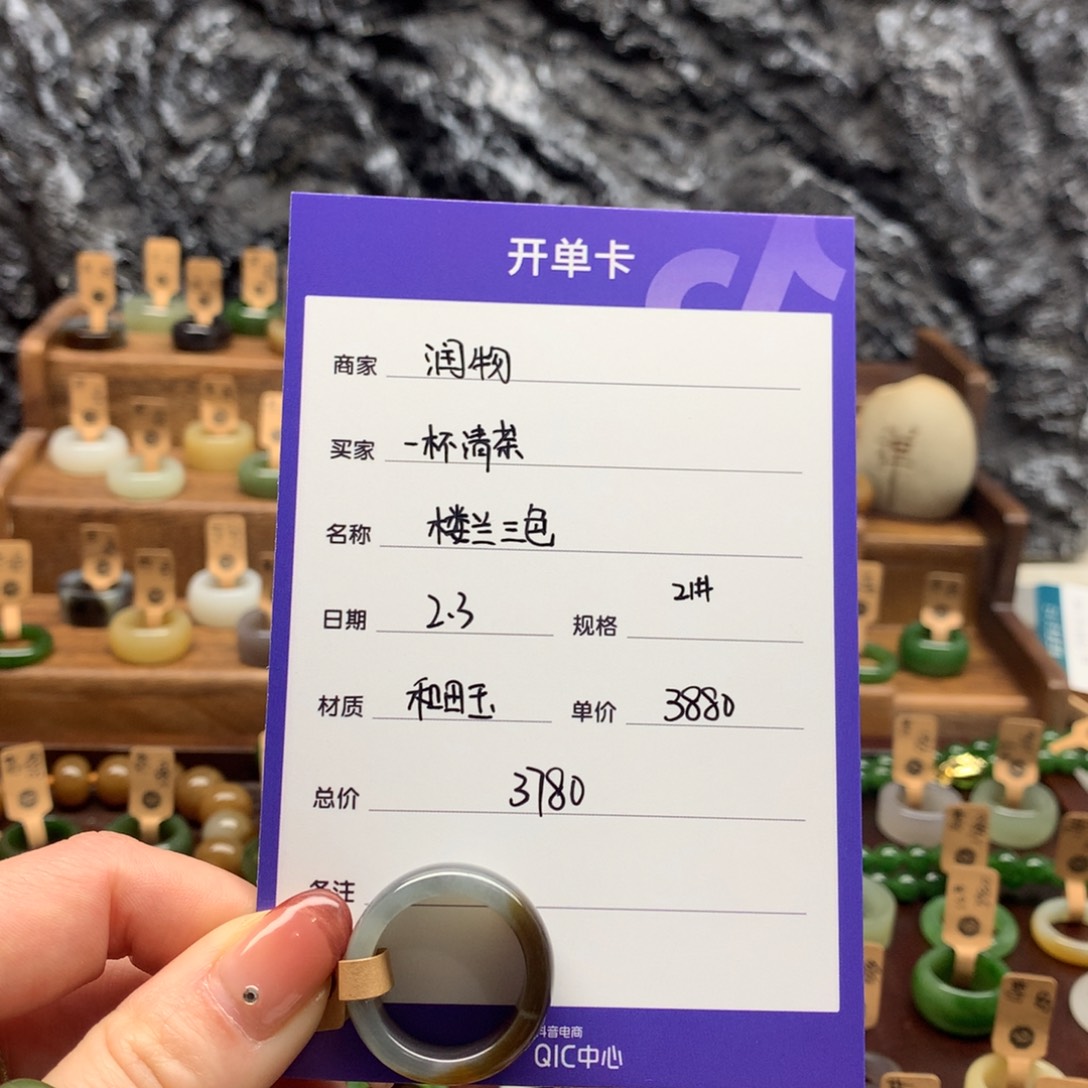 开单卡
商家 润物
买家 一杯清茶
名称 楼兰三色
日期 2.3 规格 21#
材质 和田玉 单价 3880
总价 3780
备注
抖音电商
QIC中心